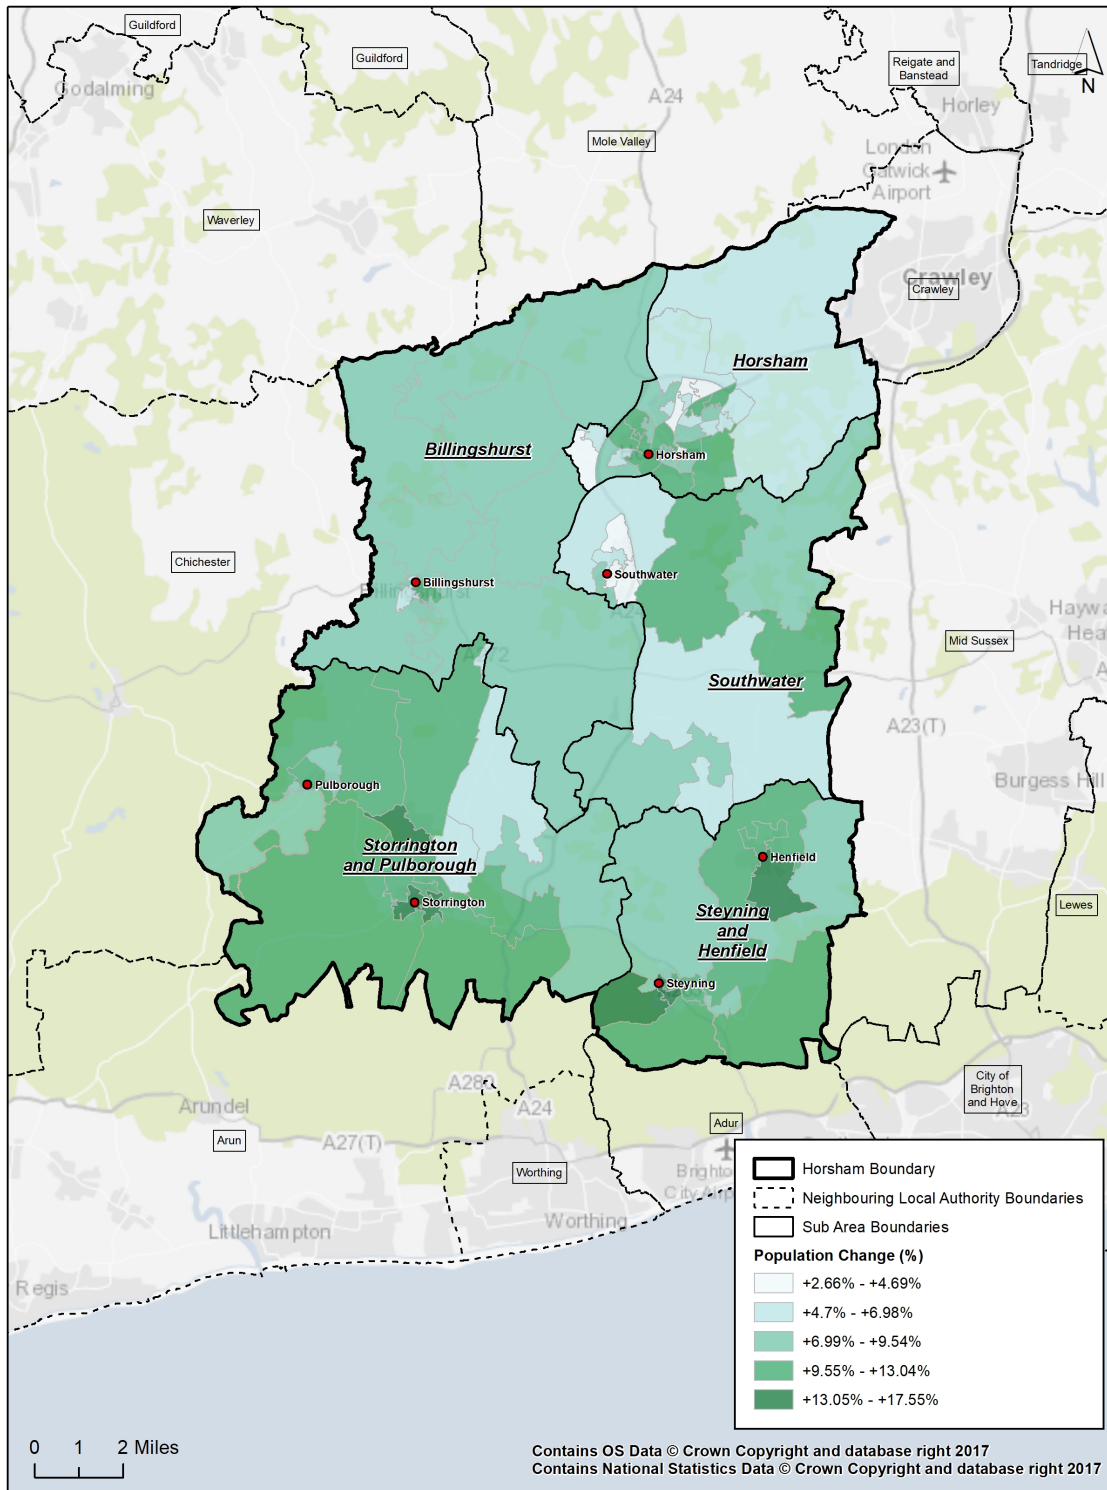 Guildford
Guildford
Reigate and
Banstead
Tandridge
N
Godalming
A24
Horley
Mole Valley
London
Gatwick
Airport
Waverley
Crawley
Crawley
Horsham
Billingshurst
Horsham
Chichester
Southwater
Billingshurst
Billingshurst
Mid Sussex
Southwater
A23(T)
Burgess Hill
Pulborough
Storrington
and Pulborough
Henfield
Storrington
Steyning
and
Henfield
Lewes
Steyning
City of
Brighton
and Hove
A23
A280
A24
Arundel
Adur
Arun
A27(T)
Worthing
Littlehampton
Worthing
Regis
Horsham Boundary
Neighbouring Local Authority Boundaries
Sub Area Boundaries
Population Change (%)
+2.66% - +4.69%
+4.7% - +6.98%
+6.99% - +9.54%
+9.55% - +13.04%
+13.05% - +17.55%
0 1 2 Miles
Contains OS Data © Crown Copyright and database right 2017
Contains National Statistics Data © Crown Copyright and database right 2017